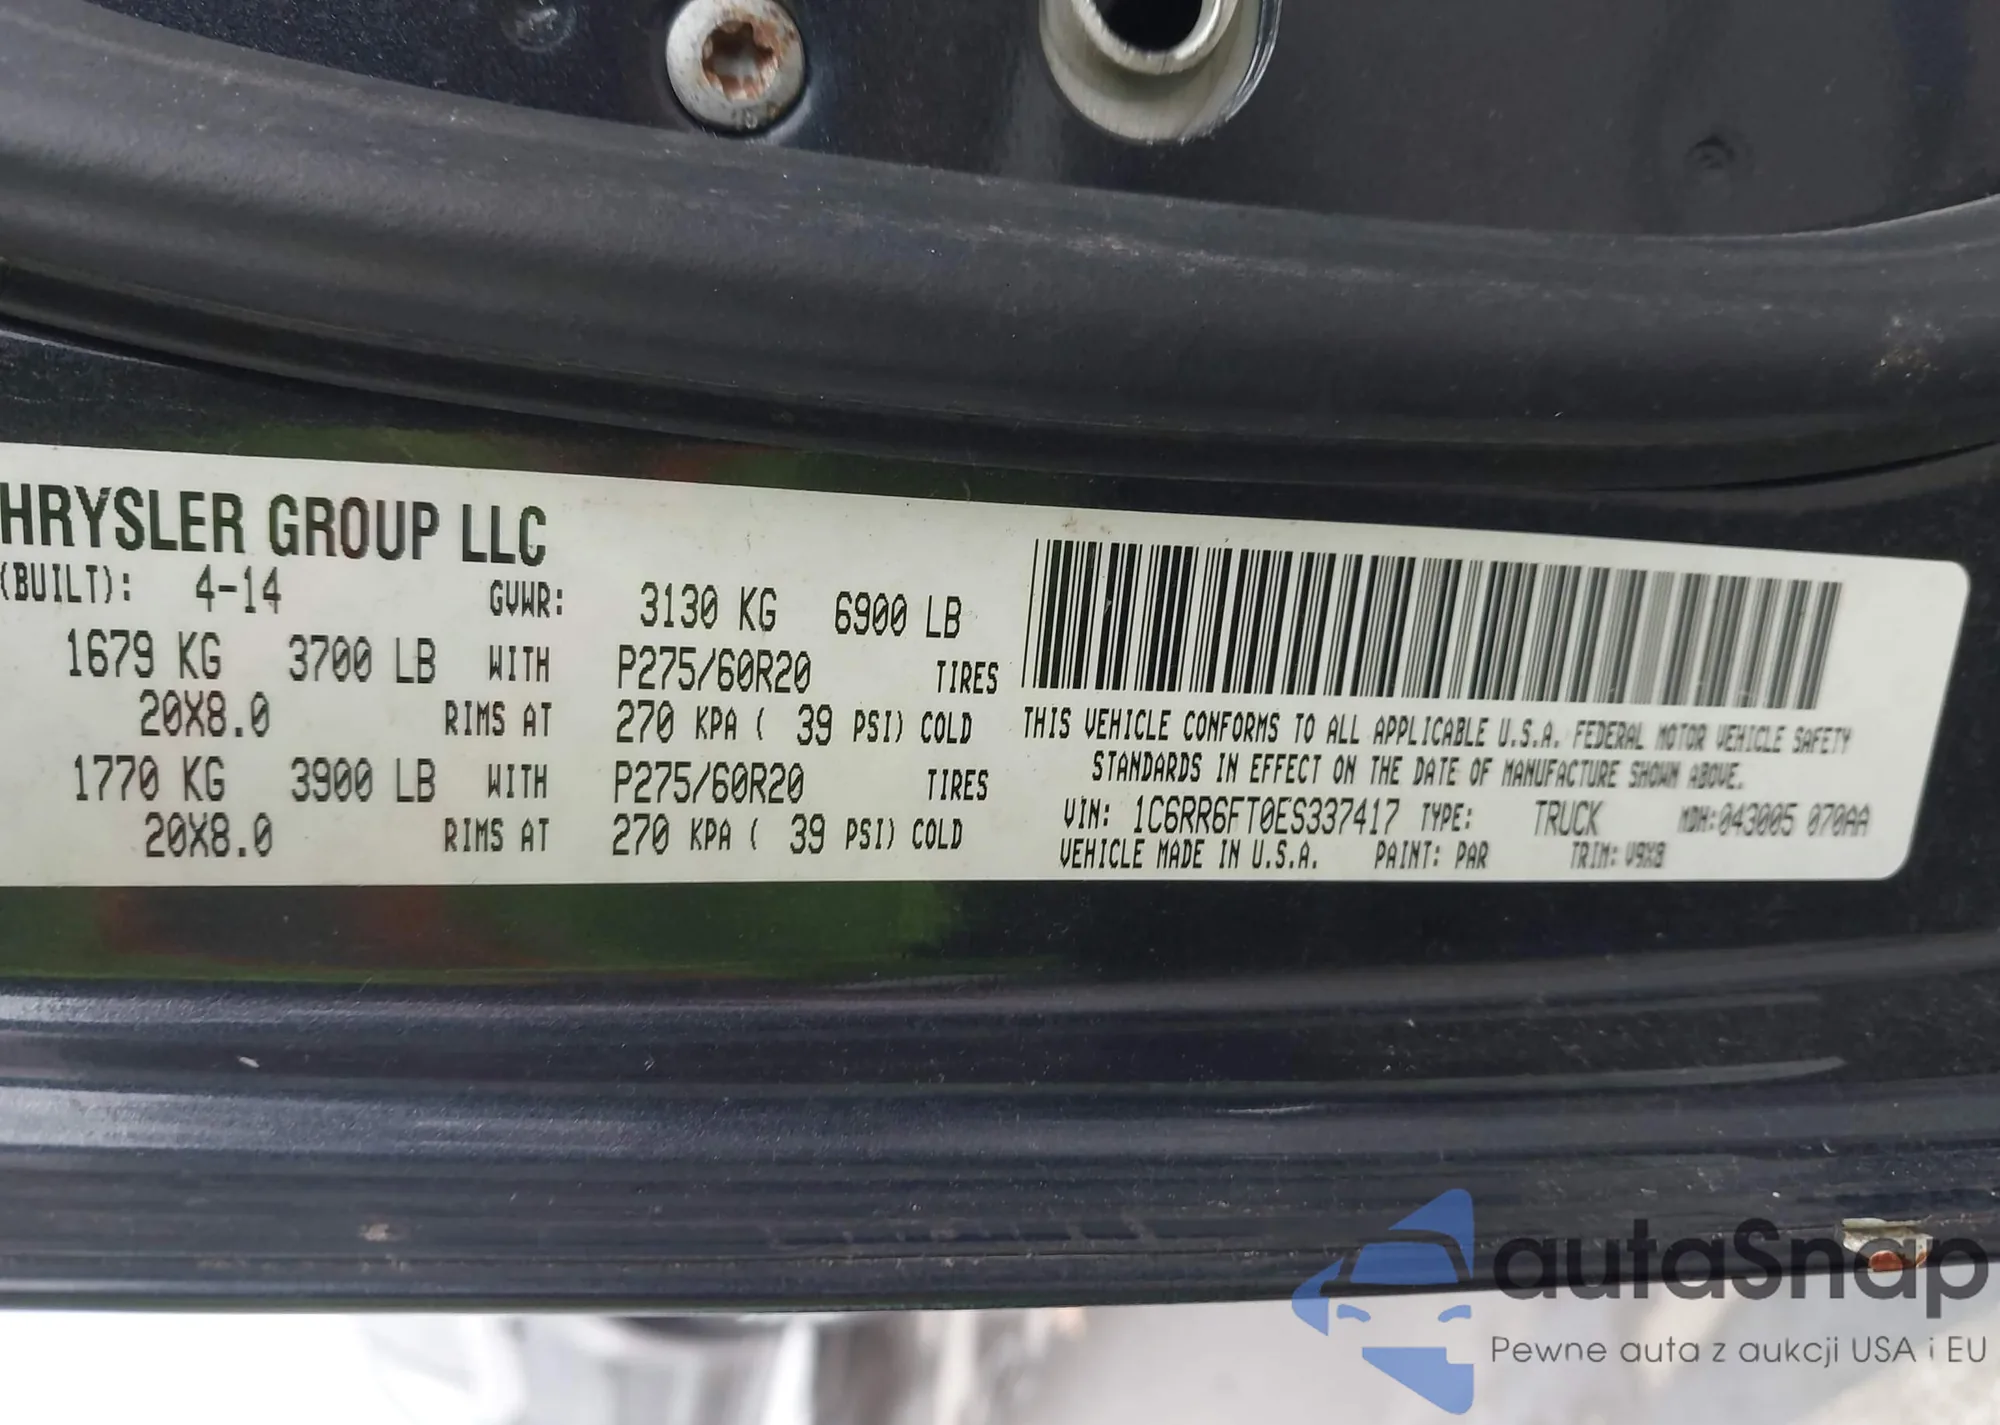 HRYSLER GROUP LLC
(BUILT): 4-14 GVWR: 3130 KG 6900 LB
1679 KG 3700 LB WITH P275/60R20 TIRES
20X8.0 RIMS AT 270 KPA ( 39 PSI) COLD
1770 KG 3900 LB WITH P275/60R20 TIRES
20X8.0 RIMS AT 270 KPA ( 39 PSI) COLD
THIS VEHICLE CONFORMS TO ALL APPLICABLE U.S.A. FEDERAL MOTOR VEHICLE SAFETY
STANDARDS IN EFFECT ON THE DATE OF MANUFACTURE SHOWN ABOVE.
VIN: 1C6RR6FT0ES337417 TYPE: TRUCK MDH:043005 070AA
VEHICLE MADE IN U.S.A. PAINT: PAR TRIM: V9X8
autaSnap
Pewne auta z aukcji USA i EU